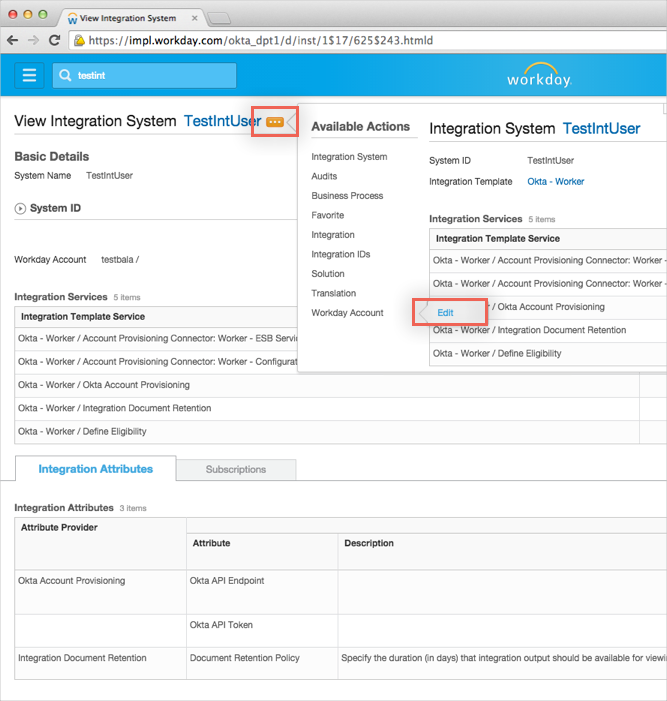 View Integration System
https://impl.workday.com/okta_dpt1/d/inst/1$17/625$243.htmld
testint
workday.
View Integration System TestIntUser
Basic Details
System Name TestIntUser
System ID
Workday Account testbala /
Integration Services 5 items
Integration Template Service
Okta - Worker / Account Provisioning Connector: Worker - ESB Servic
Okta - Worker / Account Provisioning Connector: Worker - Configurat
Okta - Worker / Okta Account Provisioning
Okta - Worker / Integration Document Retention
Okta - Worker / Define Eligibility
Available Actions
Integration System
Audits
Business Process
Favorite
Integration
Integration IDs
Solution
Translation
Workday Account
Edit
Integration System TestIntUser
System ID TestIntUser
Integration Template Okta - Worker
Integration Services 5 items
Integration Template Service
Okta - Worker / Account Provisioning Connector: Worker -
Okta - Worker / Account Provisioning Connector: Worker -
/ Okta Account Provisioning
Okta - Worker / Integration Document Retention
Okta - Worker / Define Eligibility
Integration Attributes Subscriptions
Integration Attributes 3 items
Attribute Provider
Attribute Description
Okta Account Provisioning Okta API Endpoint
Okta API Token
Integration Document Retention Document Retention Policy Specify the duration (in days) that integration output should be available for viewin